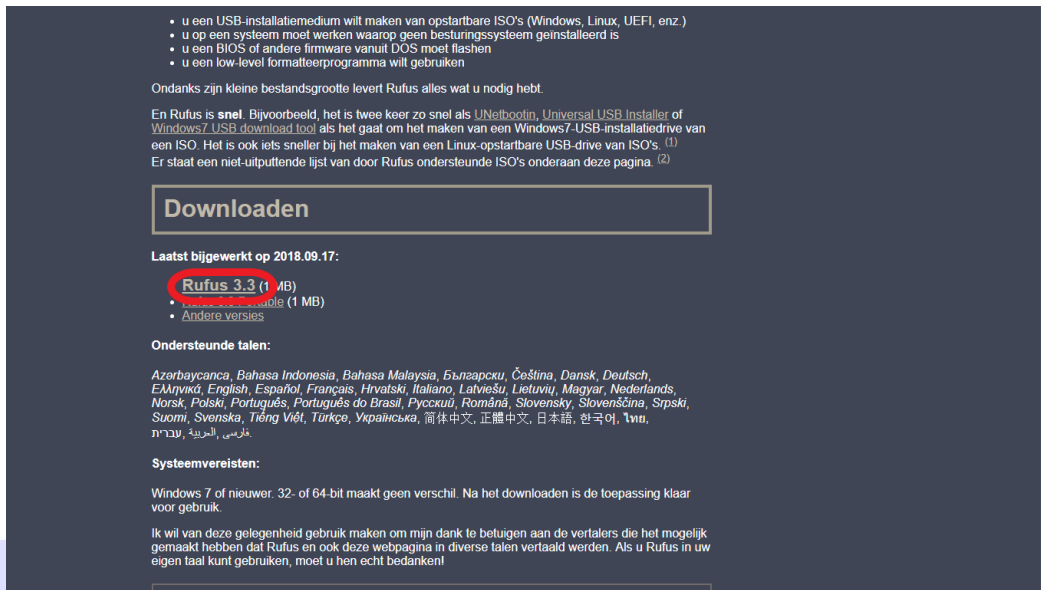 u een USB-installatiemedium wilt maken van opstartbare ISO's (Windows, Linux, UEFI, enz.)
u op een systeem moet werken waarop geen besturingssysteem geïnstalleerd is
u een BIOS of andere firmware vanuit DOS moet flashen
u een low-level formatteerprogramma wilt gebruiken
Ondanks zijn kleine bestandsgrootte levert Rufus alles wat u nodig hebt.
En Rufus is snel. Bijvoorbeeld, het is twee keer zo snel als UNetbootin, Universal USB Installer of
Windows7 USB download tool als het gaat om het maken van een Windows7-USB-installatiedrive van
een ISO. Het is ook iets sneller bij het maken van een Linux-opstartbare USB-drive van ISO's. (1)
Er staat een niet-uitputtende lijst van door Rufus ondersteunde ISO's onderaan deze pagina. (2)
Downloaden
Laatst bijgewerkt op 2018.09.17:
Rufus 3.3 (1 MB)
(1 MB)
Andere versies
Ondersteunde talen:
Azərbaycanca, Bahasa Indonesia, Bahasa Malaysia, Български, Čeština, Dansk, Deutsch,
Ελληνικά, English, Español, Français, Hrvatski, Italiano, Latviešu, Lietuvių, Magyar, Nederlands,
Norsk, Polski, Português, Português do Brasil, Русский, Română, Slovensky, Slovenščina, Srpski,
Suomi, Svenska, Tiếng Việt, Türkçe, Українська, 简体中文, 正體中文, 日本語, 한국어, ไทย,
עברית, العربية, فارسی.
Systeemvereisten:
Windows 7 of nieuwer. 32- of 64-bit maakt geen verschil. Na het downloaden is de toepassing klaar
voor gebruik.
Ik wil van deze gelegenheid gebruik maken om mijn dank te betuigen aan de vertalers die het mogelijk
gemaakt hebben dat Rufus en ook deze webpagina in diverse talen vertaald werden. Als u Rufus in uw
eigen taal kunt gebruiken, moet u hen echt bedanken!